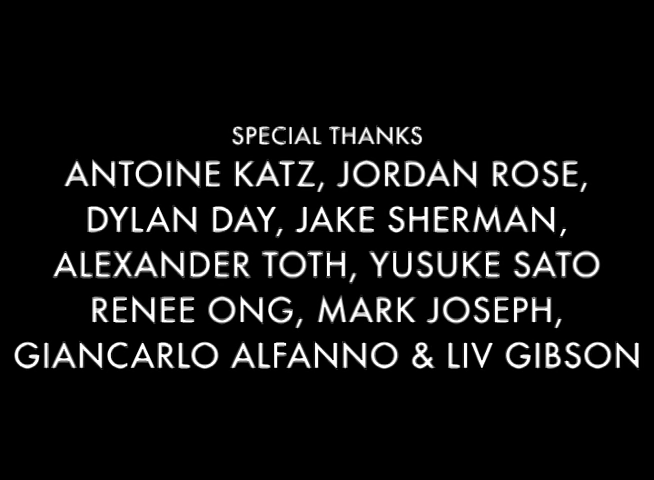 SPECIAL THANKS
ANTOINE KATZ, JORDAN ROSE,
DYLAN DAY, JAKE SHERMAN,
ALEXANDER TOTH, YUSUKE SATO
RENEE ONG, MARK JOSEPH,
GIANCARLO ALFANNO & LIV GIBSON